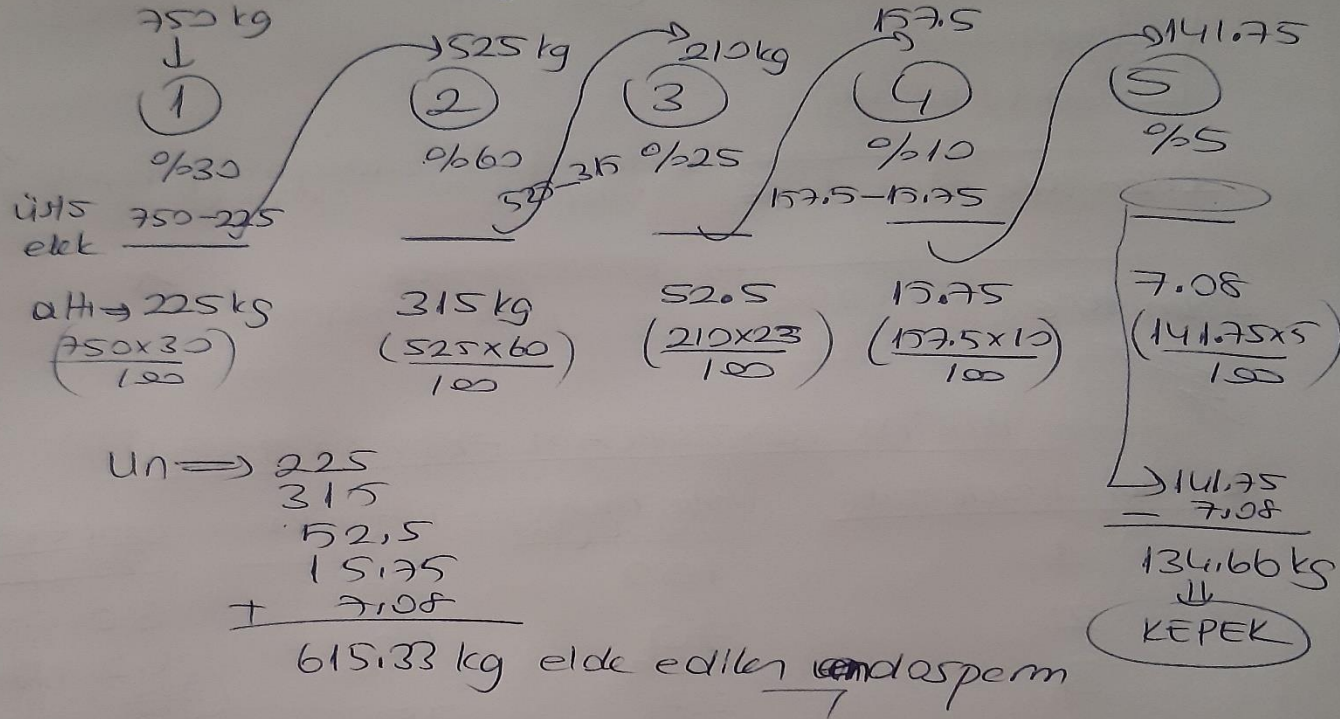 750 kg
↓
1
%30
üstü elek 750-225
altı → 225 kg
(750x30)
100
525 kg
2
%60
525-315
315 kg
(525x60)
100
210 kg
3
%25
52.5
(210x25)
100
157.5
4
%10
157.5-15.75
15.75
(157.5x10)
100
141.75
5
%5
7.08
(141.75x5)
100
Un ⇒ 225
315
52,5
15,75
+ 7,08
615,33 kg elde edilen endosperm
141,75
- 7,08
134,66 kg
⇓
KEPEK